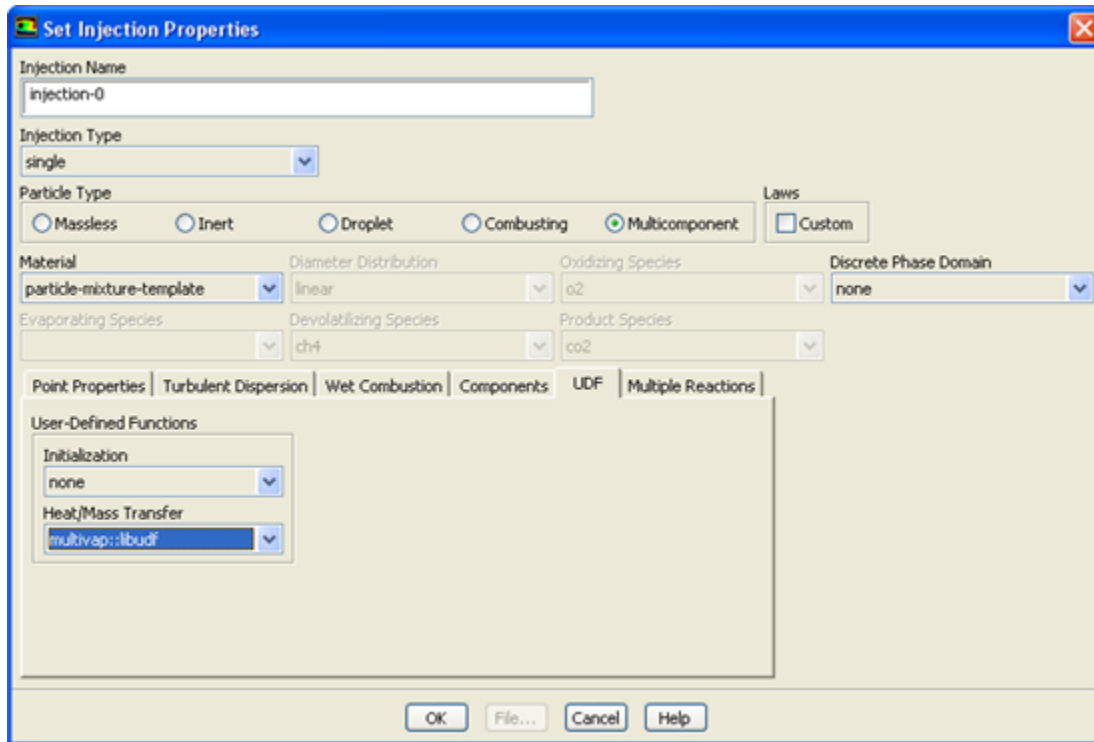 Set Injection Properties
Injection Name
injection-0
Injection Type
single
Particle Type Laws
Massless Inert Droplet Combusting Multicomponent Custom
Material Diameter Distribution Oxidizing Species Discrete Phase Domain
particle-mixture-template linear o2 none
Evaporating Species Devolatilizing Species Product Species
ch4 co2
Point Properties Turbulent Dispersion Wet Combustion Components UDF Multiple Reactions
User-Defined Functions
Initialization
none
Heat/Mass Transfer
multivap::libudf
OK File... Cancel Help